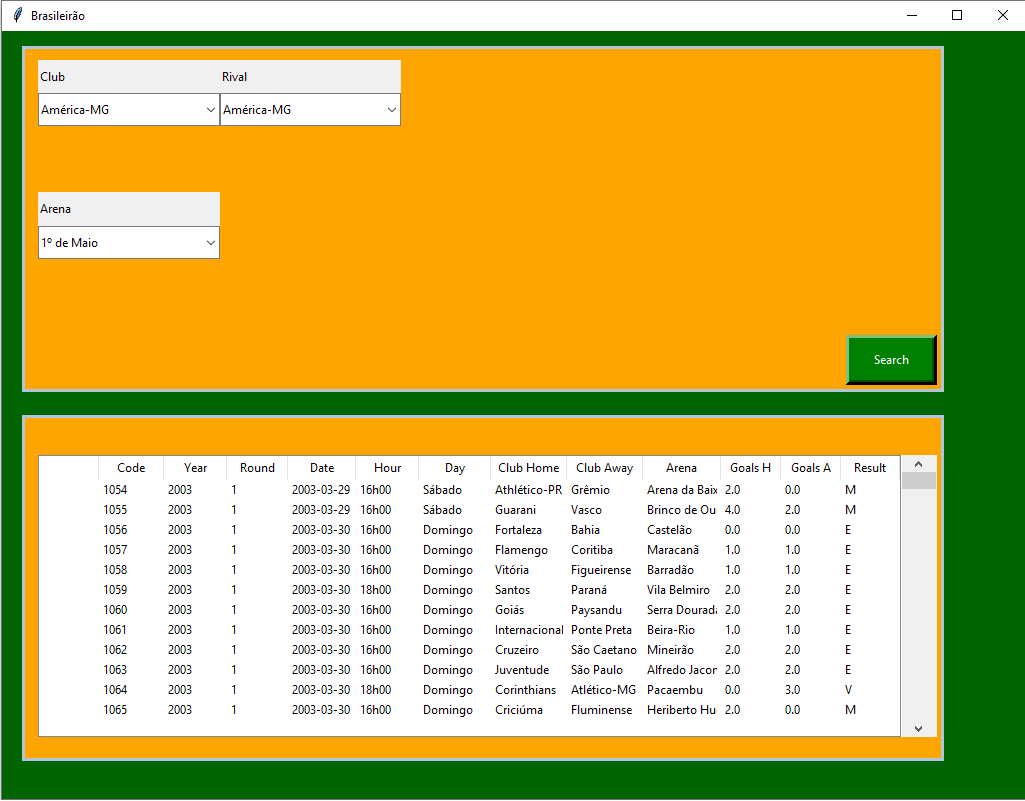 Brasileirão
Club Rival
América-MG América-MG
Arena
1º de Maio
Search
Code Year Round Date Hour Day Club Home Club Away Arena Goals H Goals A Result
1054 2003 1 2003-03-29 16h00 Sábado Athlético-PR Grêmio Arena da Baix 2.0 0.0 M
1055 2003 1 2003-03-29 16h00 Sábado Guarani Vasco Brinco de Ou 4.0 2.0 M
1056 2003 1 2003-03-30 16h00 Domingo Fortaleza Bahia Castelão 0.0 0.0 E
1057 2003 1 2003-03-30 16h00 Domingo Flamengo Coritiba Maracanã 1.0 1.0 E
1058 2003 1 2003-03-30 16h00 Domingo Vitória Figueirense Barradão 1.0 1.0 E
1059 2003 1 2003-03-30 18h00 Domingo Santos Paraná Vila Belmiro 2.0 2.0 E
1060 2003 1 2003-03-30 16h00 Domingo Goiás Paysandu Serra Dourada 2.0 2.0 E
1061 2003 1 2003-03-30 16h00 Domingo Internacional Ponte Preta Beira-Rio 1.0 1.0 E
1062 2003 1 2003-03-30 16h00 Domingo Cruzeiro São Caetano Mineirão 2.0 2.0 E
1063 2003 1 2003-03-30 16h00 Domingo Juventude São Paulo Alfredo Jacor 2.0 2.0 E
1064 2003 1 2003-03-30 18h00 Domingo Corinthians Atlético-MG Pacaembu 0.0 3.0 V
1065 2003 1 2003-03-30 16h00 Domingo Criciúma Fluminense Heriberto Hu 2.0 0.0 M